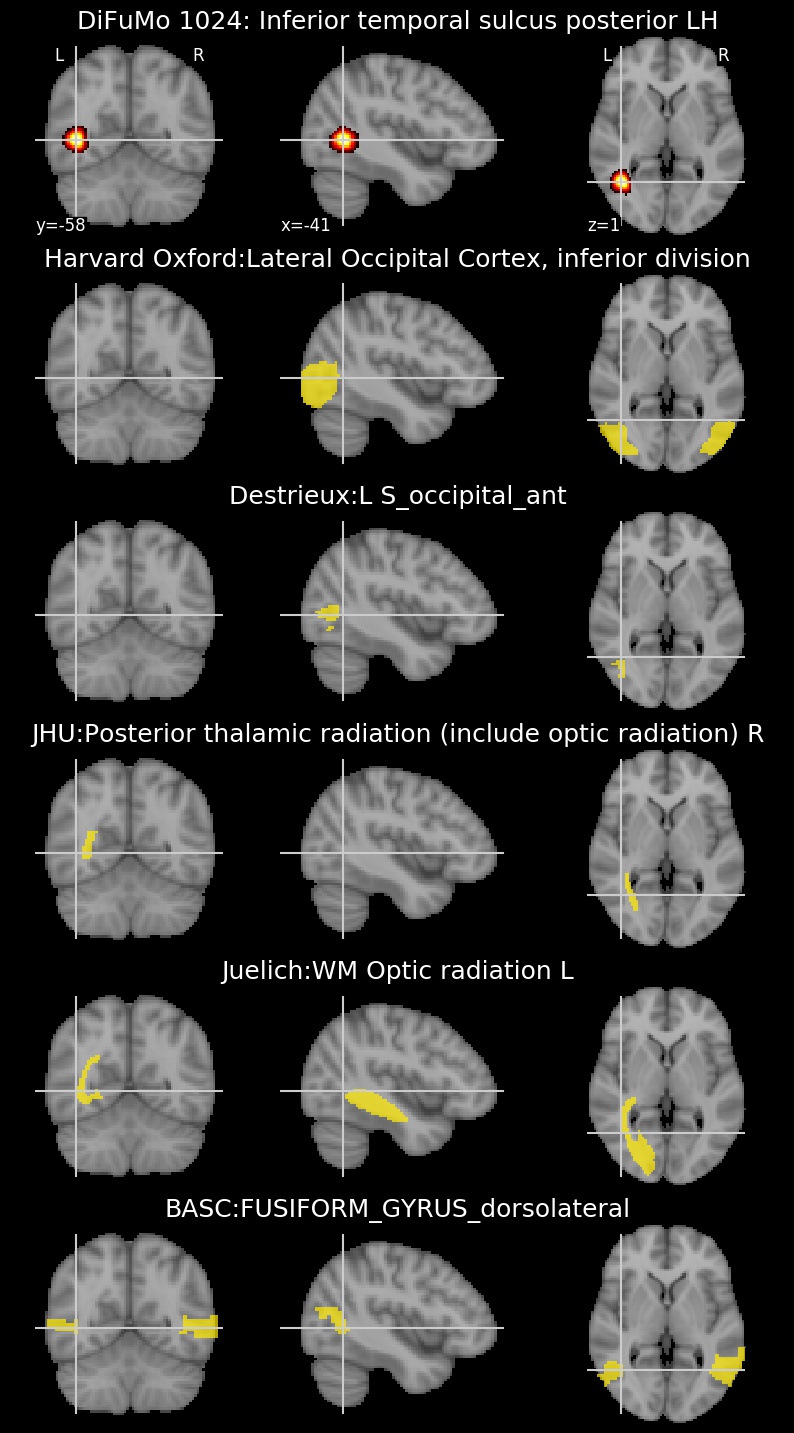 DiFuMo 1024: Inferior temporal sulcus posterior LH
L R L R
y=-58 x=-41 z=1
Harvard Oxford:Lateral Occipital Cortex, inferior division
Destrieux:L S_occipital_ant
JHU:Posterior thalamic radiation (include optic radiation) R
Juelich:WM Optic radiation L
BASC:FUSIFORM_GYRUS_dorsolateral